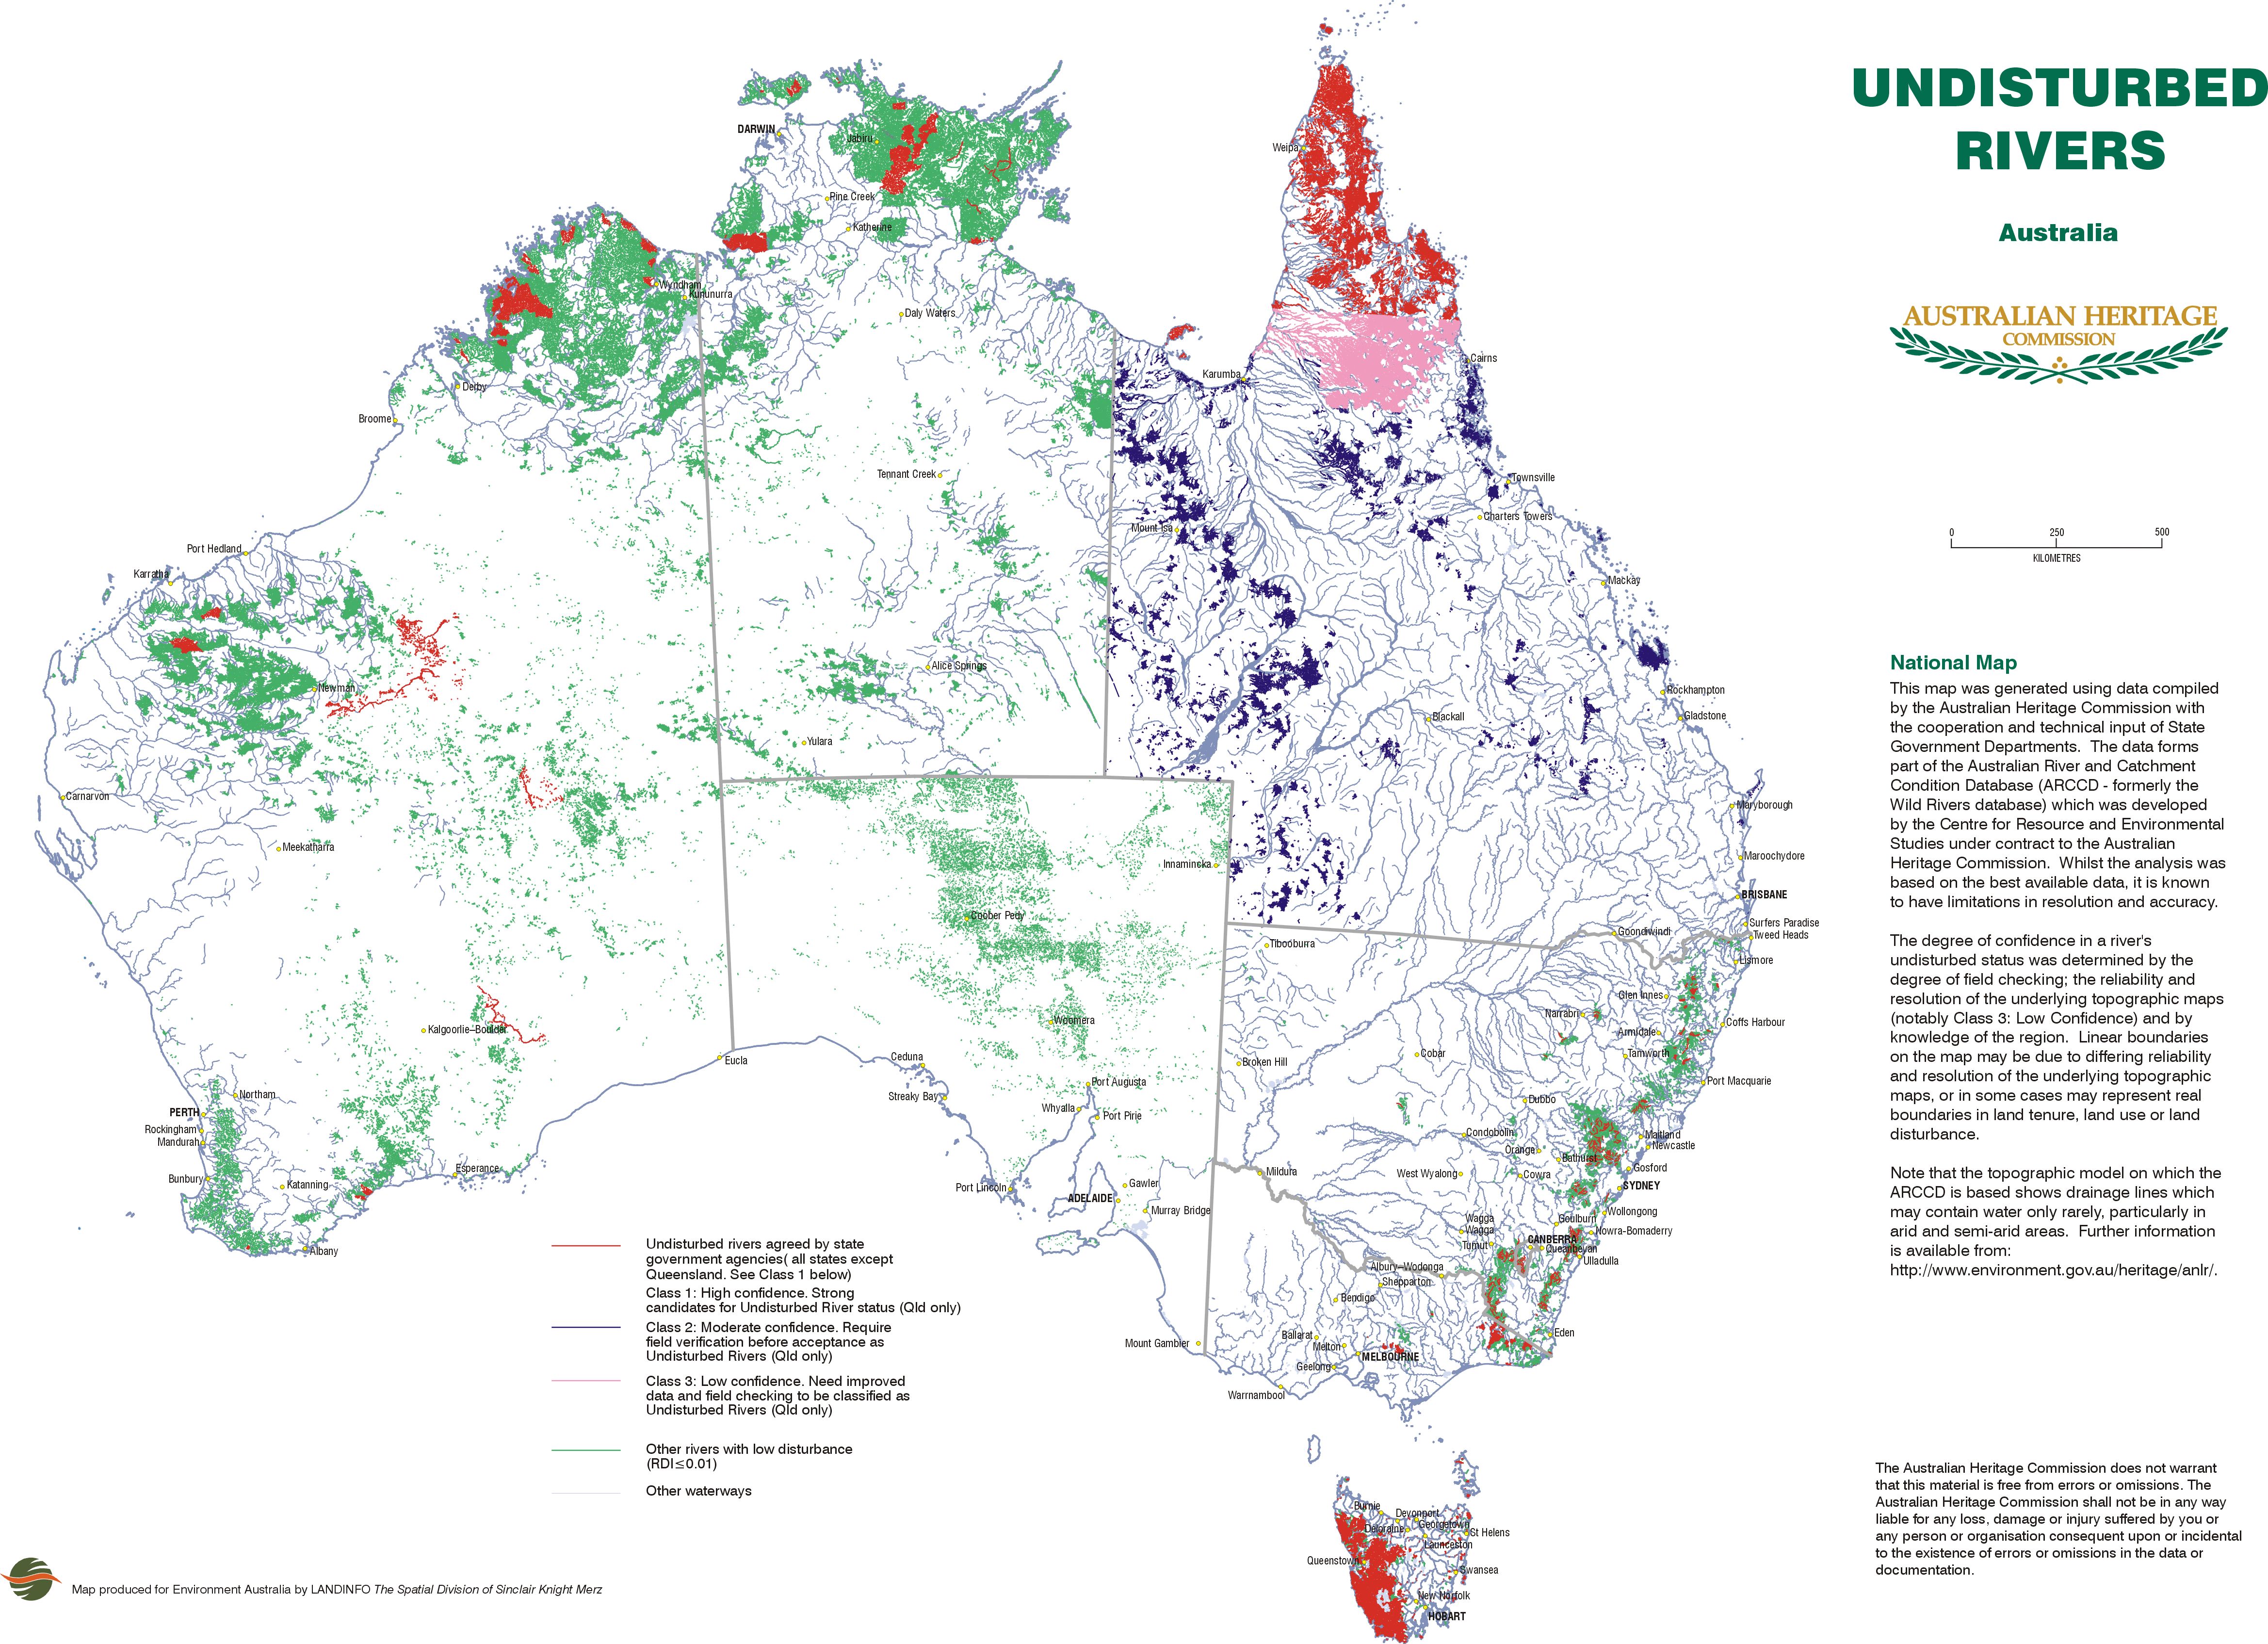 UNDISTURBED
RIVERS
Australia
AUSTRALIAN HERITAGE
COMMISSION
0 250 500
KILOMETRES
National Map
This map was generated using data compiled
by the Australian Heritage Commission with
the cooperation and technical input of State
Government Departments.  The data forms
part of the Australian River and Catchment
Condition Database (ARCCD - formerly the
Wild Rivers database) which was developed
by the Centre for Resource and Environmental
Studies under contract to the Australian
Heritage Commission.  Whilst the analysis was
based on the best available data, it is known
to have limitations in resolution and accuracy.
The degree of confidence in a river's
undisturbed status was determined by the
degree of field checking; the reliability and
resolution of the underlying topographic maps
(notably Class 3: Low Confidence) and by
knowledge of the region.  Linear boundaries
on the map may be due to differing reliability
and resolution of the underlying topographic
maps, or in some cases may represent real
boundaries in land tenure, land use or land
disturbance.
Note that the topographic model on which the
ARCCD is based shows drainage lines which
may contain water only rarely, particularly in
arid and semi-arid areas.  Further information
is available from:
http://www.environment.gov.au/heritage/anlr/.
The Australian Heritage Commission does not warrant
that this material is free from errors or omissions. The
Australian Heritage Commission shall not be in any way
liable for any loss, damage or injury suffered by you or
any person or organisation consequent upon or incidental
to the existence of errors or omissions in the data or
documentation.
DARWIN
Jabiru
Weipa
Pine Creek
Katherine
Wyndham
Kununurra
Daly Waters
Cairns
Karumba
Derby
Broome
Tennant Creek
Townsville
Charters Towers
Mount Isa
Port Hedland
Karratha
Mackay
Alice Springs
Newman
Rockhampton
Gladstone
Blackall
Yulara
Carnarvon
Maryborough
Meekatharra
Maroochydore
Innamincka
BRISBANE
Coober Pedy
Surfers Paradise
Tweed Heads
Goondiwindi
Tibooburra
Lismore
Glen Innes
Narrabri
Woomera
Coffs Harbour
Kalgoorlie–Boulder
Armidale
Cobar
Tamworth
Eucla
Ceduna
Broken Hill
Port Augusta
Port Macquarie
Northam
Streaky Bay
Dubbo
Whyalla
PERTH
Port Pirie
Rockingham
Mandurah
Condobolin
Maitland
Newcastle
Orange
Bathurst
Esperance
Mildura
West Wyalong
Cowra
Gosford
Bunbury
Katanning
Port Lincoln
Gawler
SYDNEY
ADELAIDE
Murray Bridge
Wollongong
Wagga
Wagga
Goulburn
Nowra-Bomaderry
Albany
CANBERRA
Tumut
Queanbeyan
Ulladulla
Albury–Wodonga
Shepparton
Bendigo
Mount Gambier
Ballarat
Eden
Melton
MELBOURNE
Geelong
Warrnambool
Burnie
Devonport
Georgetown
Deloraine
St Helens
Launceston
Queenstown
Swansea
New Norfolk
HOBART
Undisturbed rivers agreed by state
government agencies( all states except
Queensland. See Class 1 below)
Class 1: High confidence. Strong
candidates for Undisturbed River status (Qld only)
Class 2: Moderate confidence. Require
field verification before acceptance as
Undisturbed Rivers (Qld only)
Class 3: Low confidence. Need improved
data and field checking to be classified as
Undisturbed Rivers (Qld only)
Other rivers with low disturbance
(RDI≤0.01)
Other waterways
Map produced for Environment Australia by LANDINFO The Spatial Division of Sinclair Knight Merz